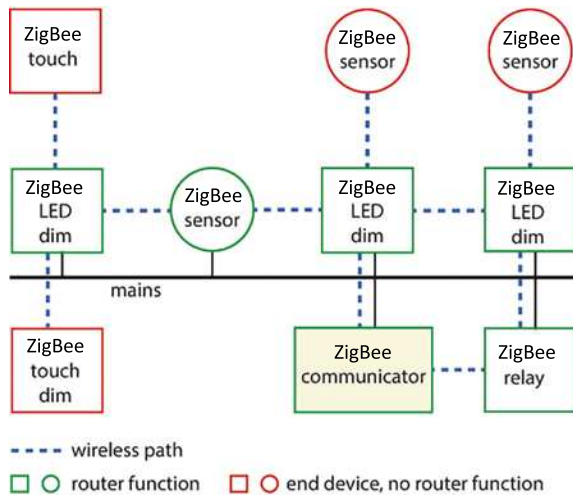 ZigBee
touch
ZigBee
sensor
ZigBee
sensor
ZigBee
LED
dim
ZigBee
sensor
ZigBee
LED
dim
ZigBee
LED
dim
mains
ZigBee
touch
dim
ZigBee
communicator
ZigBee
relay
wireless path
router function
end device, no router function